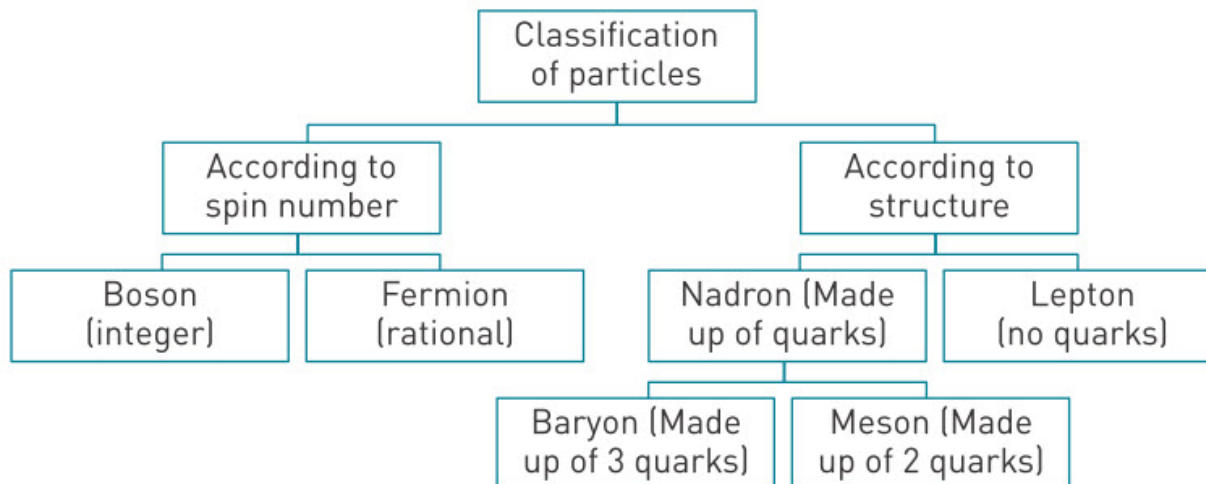 Classification
of particles
According to
spin number
According to
structure
Boson
(integer)
Fermion
(rational)
Nadron (Made
up of quarks)
Lepton
(no quarks)
Baryon (Made
up of 3 quarks)
Meson (Made
up of 2 quarks)